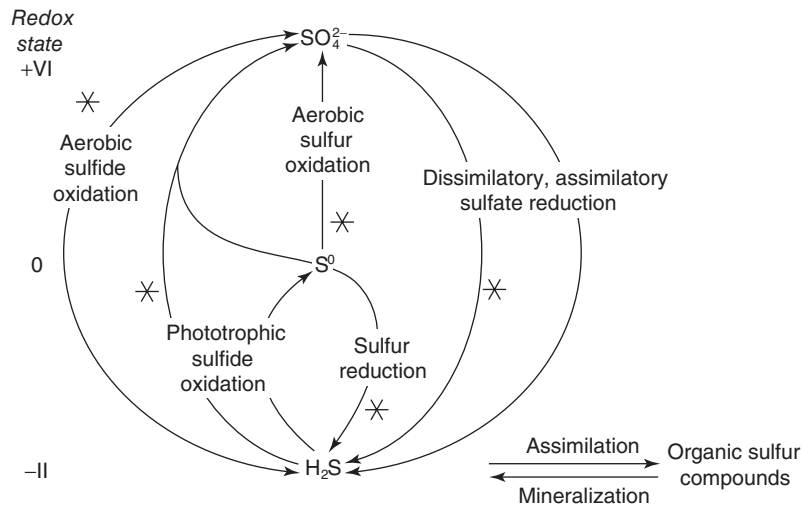 Redox
state
+VI
SO₄²⁻
Aerobic
sulfide
oxidation
Aerobic
sulfur
oxidation
Dissimilatory, assimilatory
sulfate reduction
0
S⁰
Phototrophic
sulfide
oxidation
Sulfur
reduction
–II
H₂S
Assimilation
Mineralization
Organic sulfur
compounds